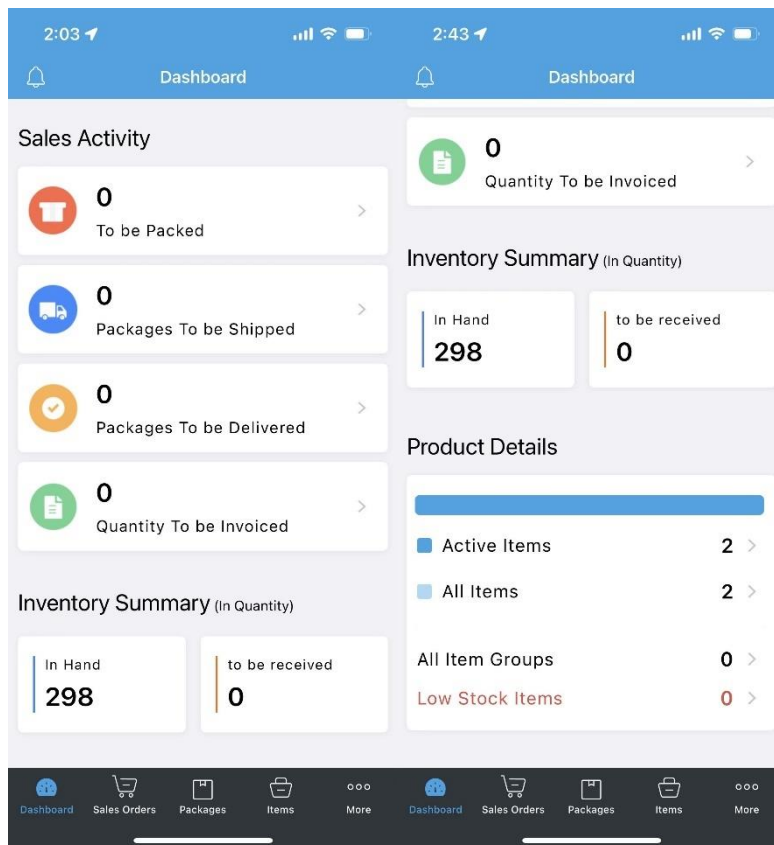 2:03
Dashboard
Sales Activity
0
To be Packed
0
Packages To be Shipped
0
Packages To be Delivered
0
Quantity To be Invoiced
Inventory Summary (In Quantity)
In Hand
298
to be received
0
Dashboard
Sales Orders
Packages
Items
More
2:43
Dashboard
0
Quantity To be Invoiced
Inventory Summary (In Quantity)
In Hand
298
to be received
0
Product Details
Active Items 2
All Items 2
All Item Groups 0
Low Stock Items 0
Dashboard
Sales Orders
Packages
Items
More